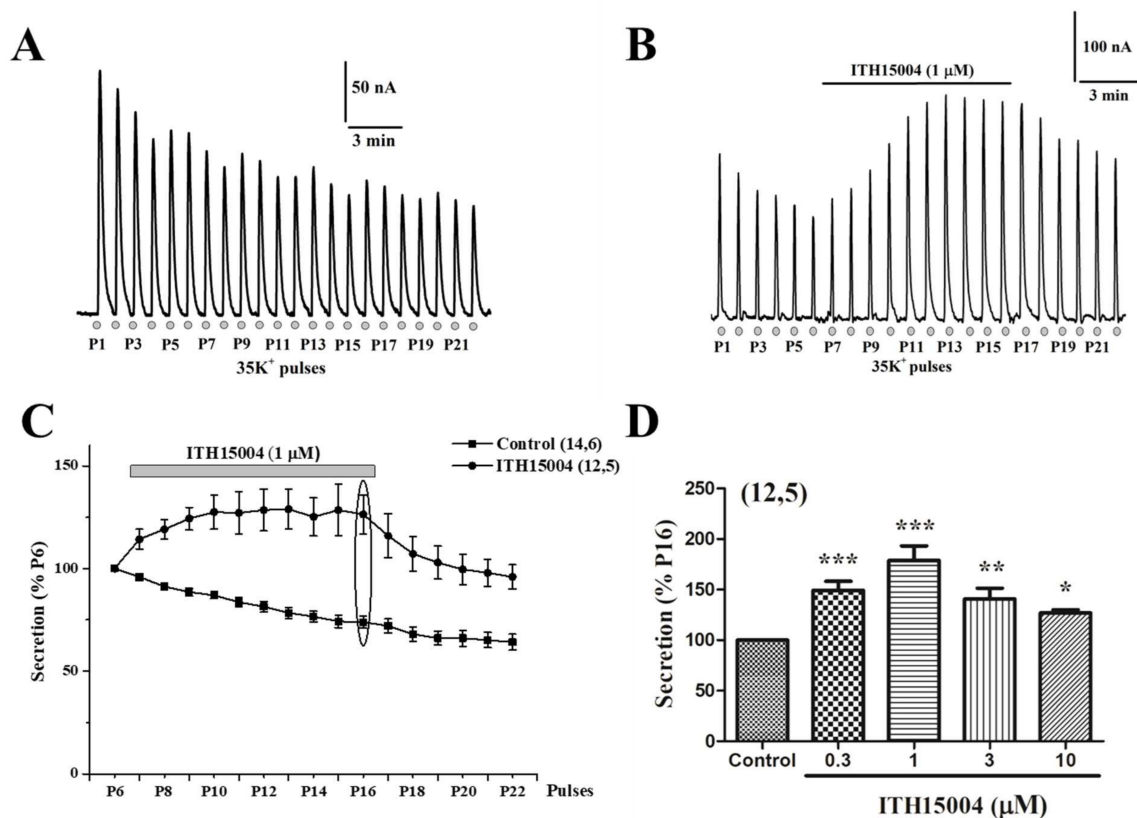 A
50 nA
3 min
P1 P3 P5 P7 P9 P11 P13 P15 P17 P19 P21
35K+ pulses
B
100 nA
3 min
ITH15004 (1 μM)
P1 P3 P5 P7 P9 P11 P13 P15 P17 P19 P21
35K+ pulses
C
ITH15004 (1 μM)
Control (14,6)
ITH15004 (12,5)
Secretion (% P6)
150
100
50
0
P6 P8 P10 P12 P14 P16 P18 P20 P22 Pulses
D
(12,5)
Secretion (% P16)
250
200
150
100
50
0
*** *** ** *
Control 0.3 1 3 10
ITH15004 (μM)